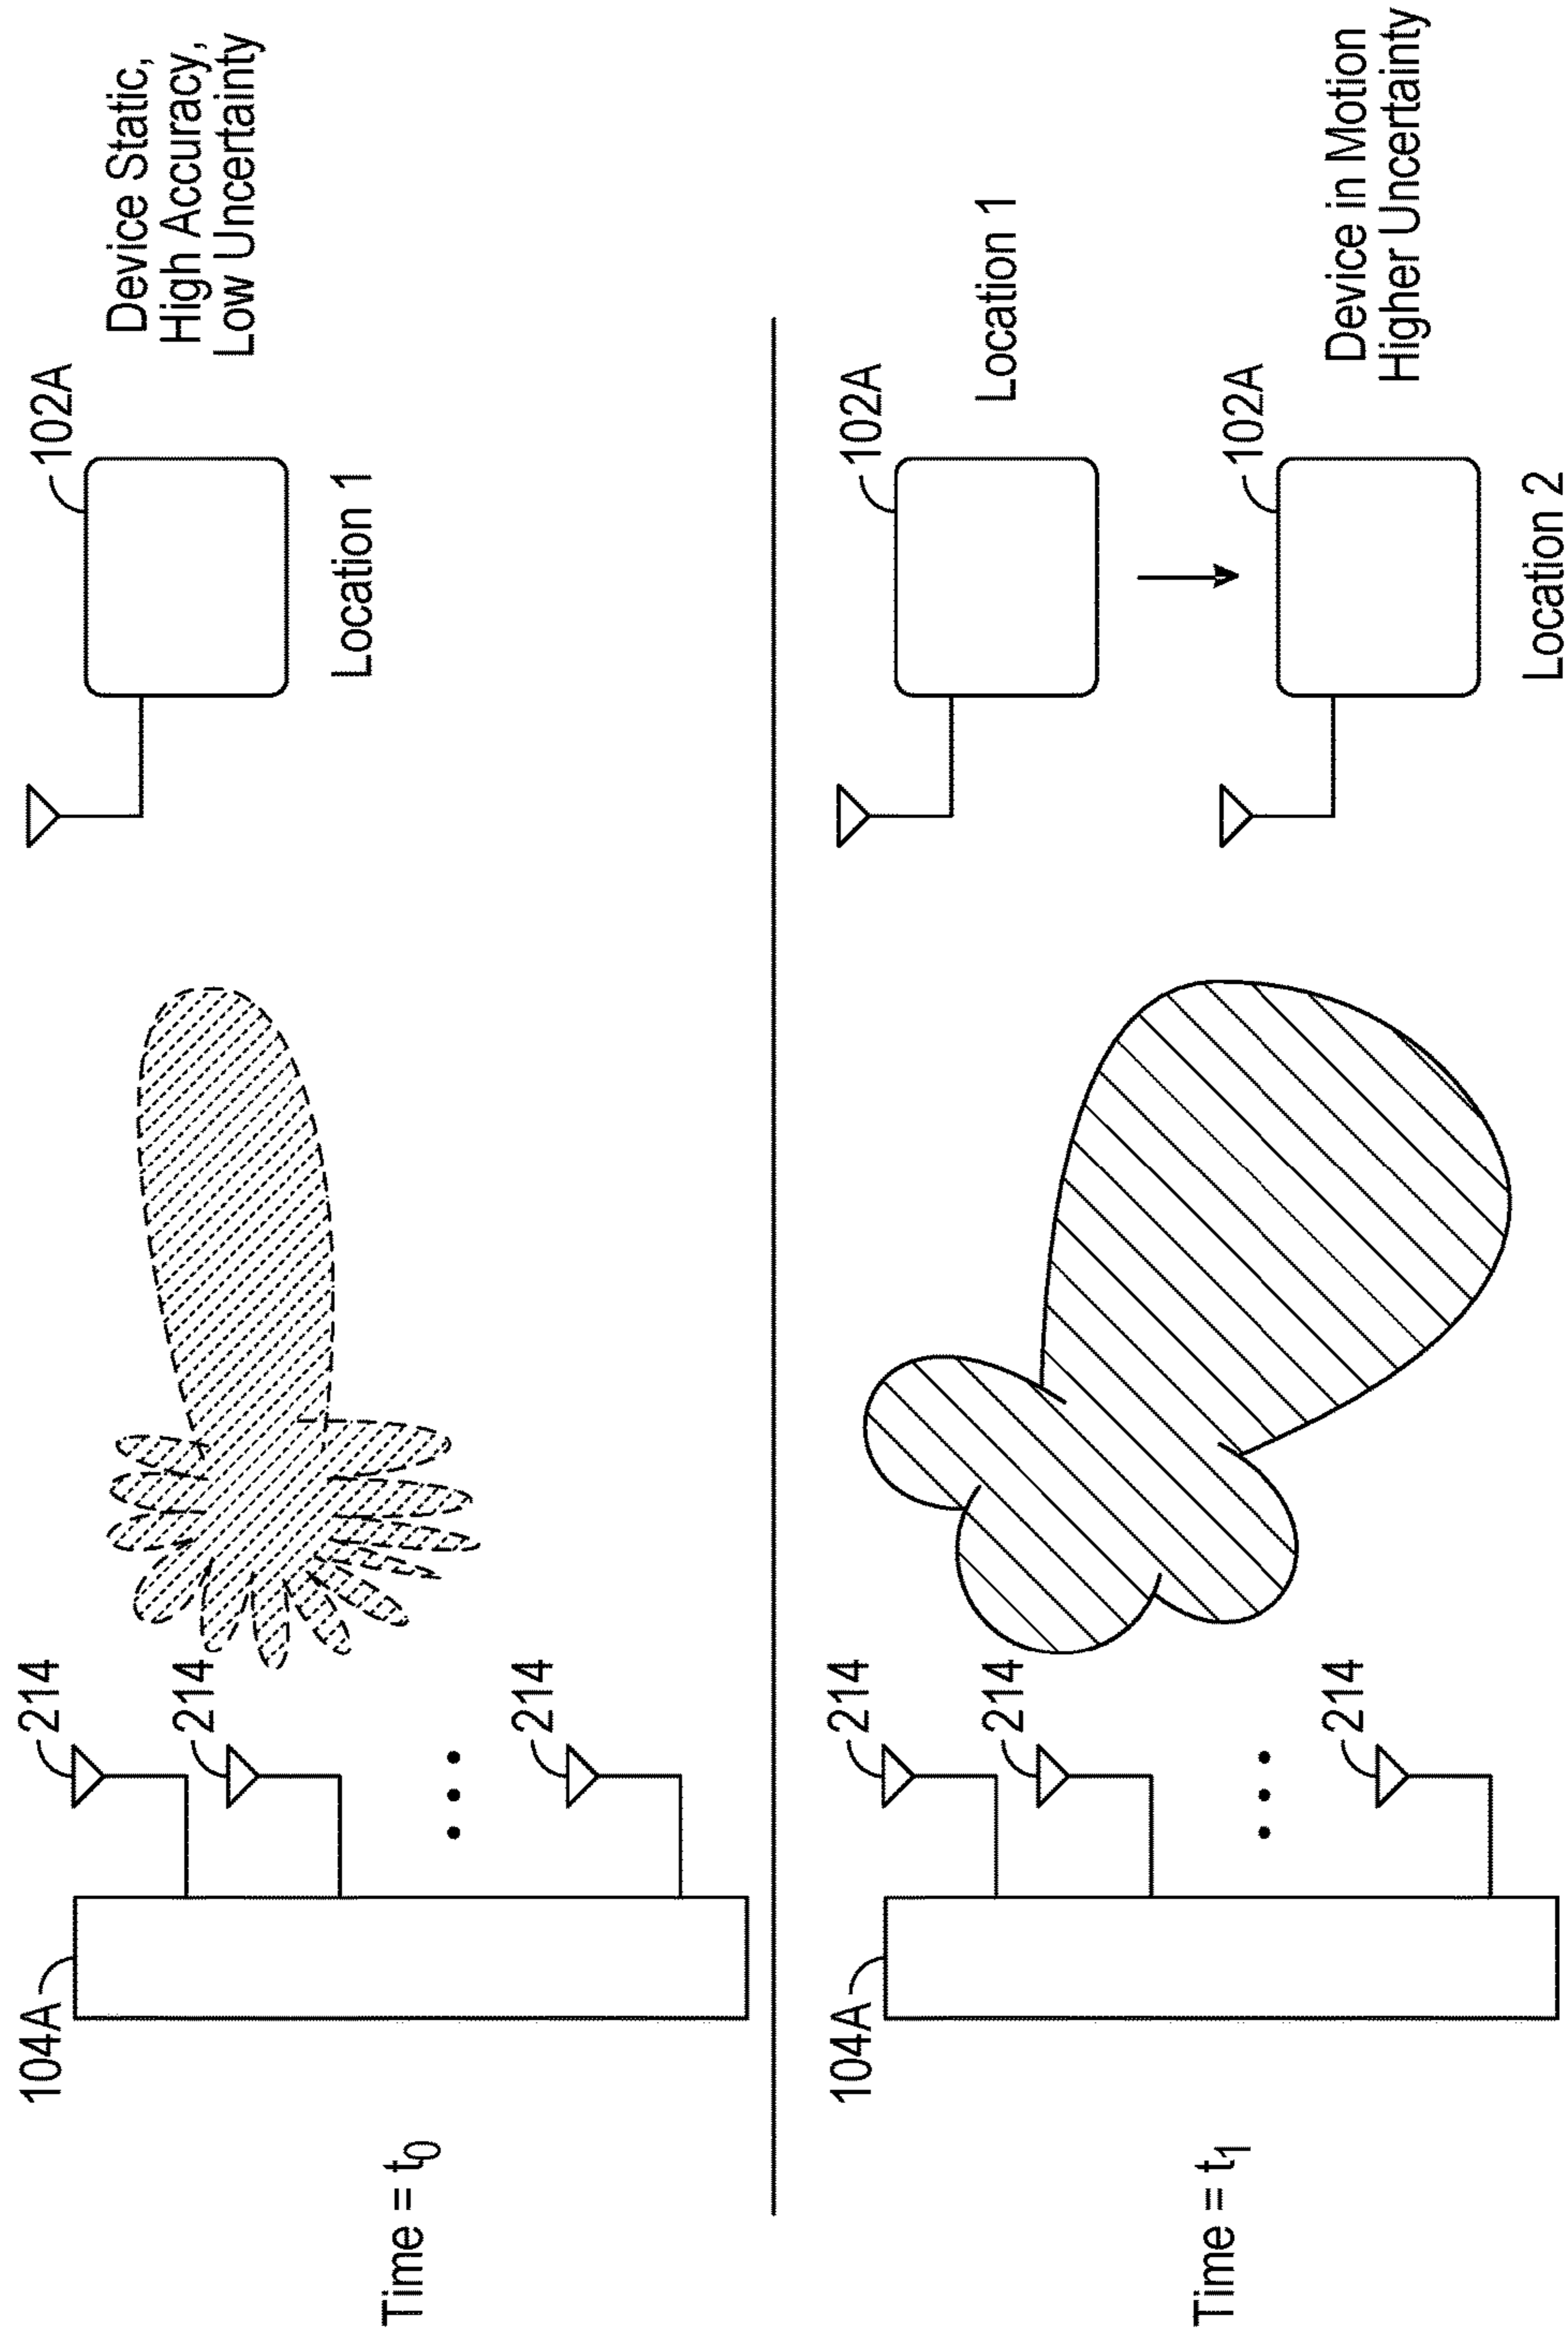 Time = t0
104A
214
214
214
102A
Location 1
Device Static,
High Accuracy,
Low Uncertainty
Time = t1
104A
214
214
214
102A
Location 1
102A
Device in Motion
Higher Uncertainty
Location 2